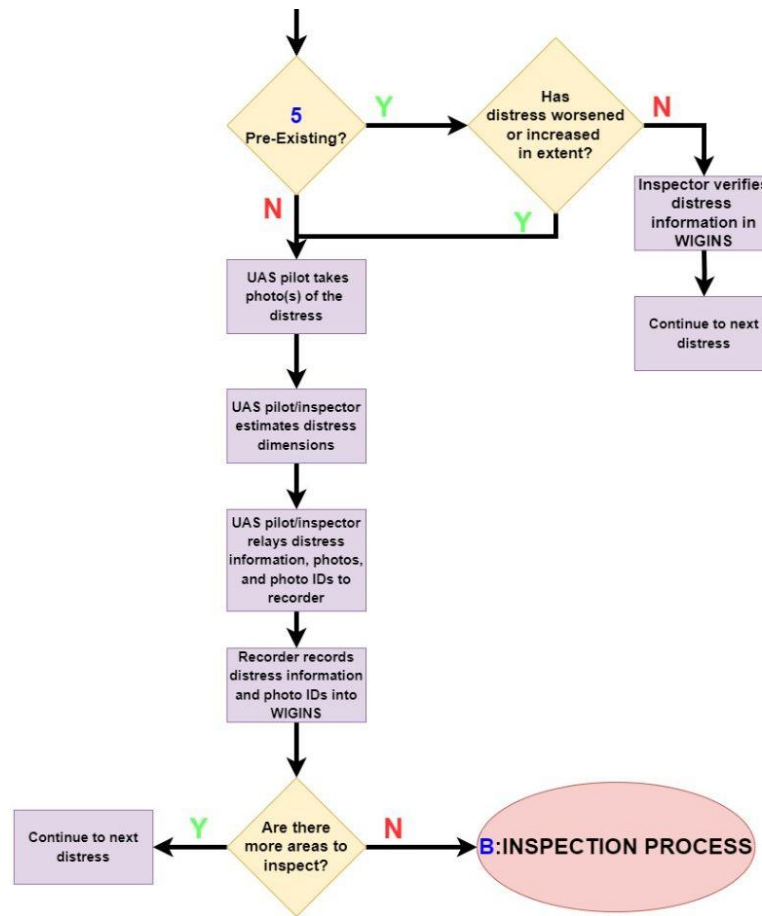 5
Pre-Existing?
Y
Has
distress worsened
or increased
in extent?
N
Inspector verifies
distress
information in
WIGINS
Continue to next
distress
N
Y
UAS pilot takes
photo(s) of the
distress
UAS pilot/inspector
estimates distress
dimensions
UAS pilot/inspector
relays distress
information, photos,
and photo IDs to
recorder
Recorder records
distress information
and photo IDs into
WIGINS
Are there
more areas to
inspect?
Y
Continue to next
distress
N
B:INSPECTION PROCESS